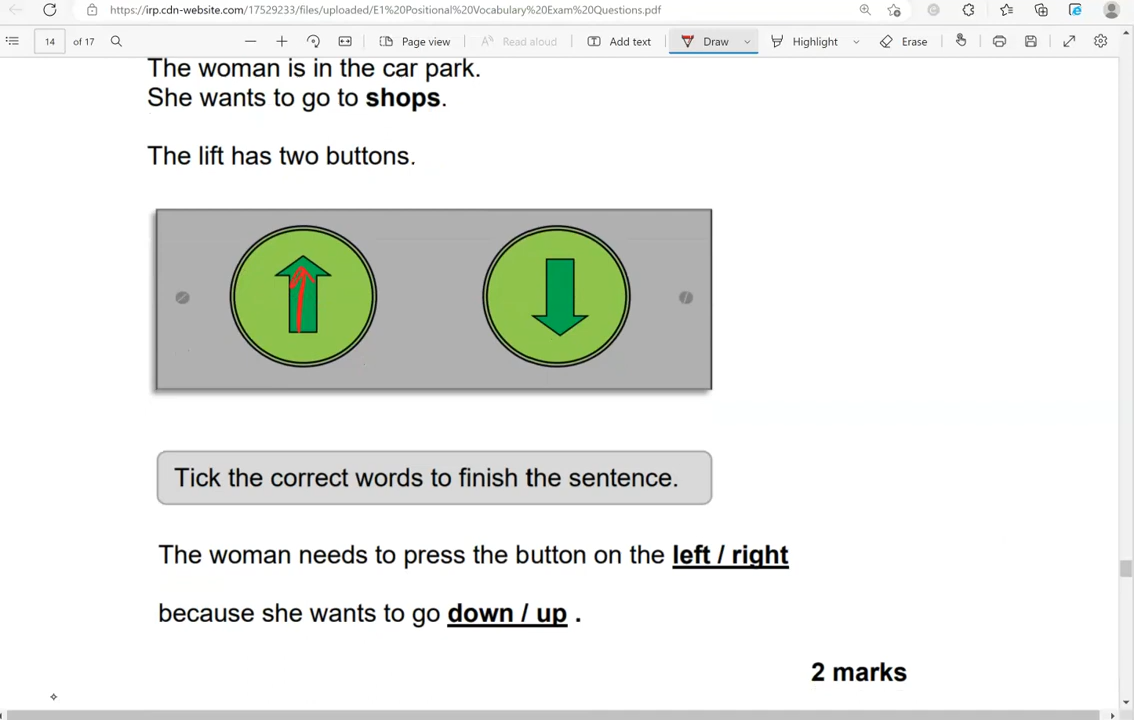 https://irp.cdn-website.com/17529233/files/uploaded/E1%20Positional%20Vocabulary%20Exam%20Questions.pdf
14 of 17 Page view Read aloud Add text Draw Highlight Erase
The woman is in the car park.
She wants to go to shops.
The lift has two buttons.
Tick the correct words to finish the sentence.
The woman needs to press the button on the left / right
because she wants to go down / up .
2 marks